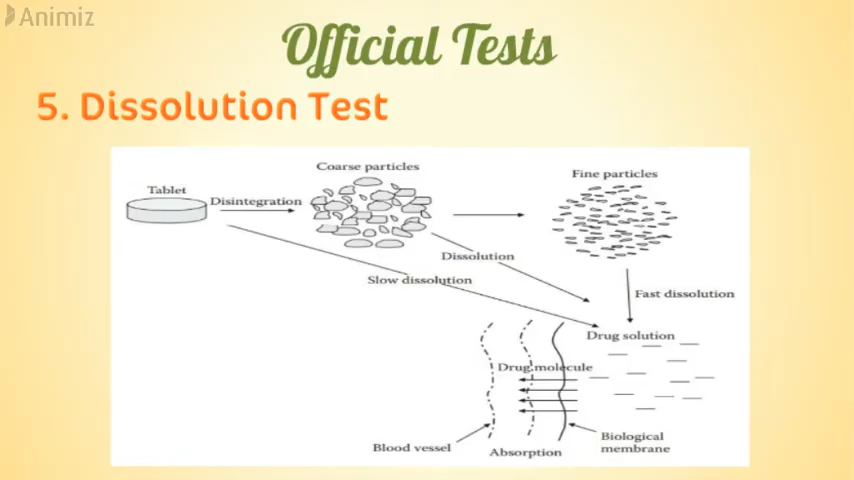 Animiz
Official Tests
5. Dissolution Test
Coarse particles
Fine particles
Tablet
Disintegration
Dissolution
Slow dissolution
Fast dissolution
Drug solution
Drug molecule
Blood vessel
Absorption
Biological
membrane